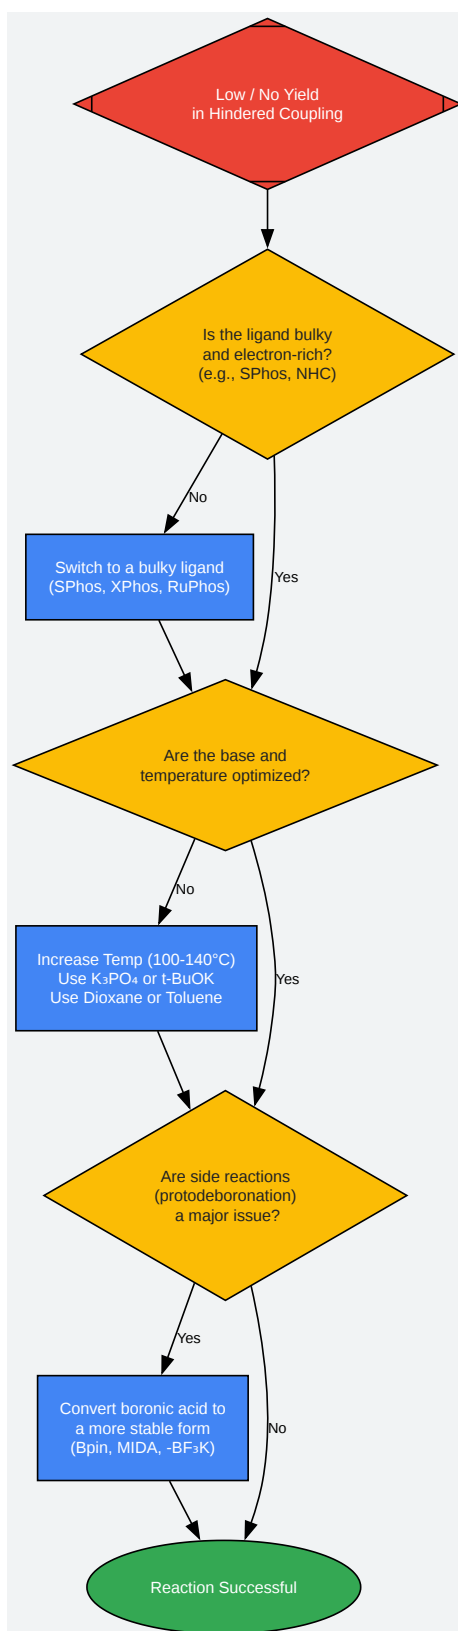 Low / No Yield
in Hindered Coupling
Is the ligand bulky
and electron-rich?
(e.g., SPhos, NHC)
No
Switch to a bulky ligand
(SPhos, XPhos, RuPhos)
Yes
Are the base and
temperature optimized?
No
Increase Temp (100-140°C)
Use K₃PO₄ or t-BuOK
Use Dioxane or Toluene
Yes
Are side reactions
(protodeboronation)
a major issue?
Yes
Convert boronic acid to
a more stable form
(Bpin, MIDA, -BF₃K)
No
Reaction Successful